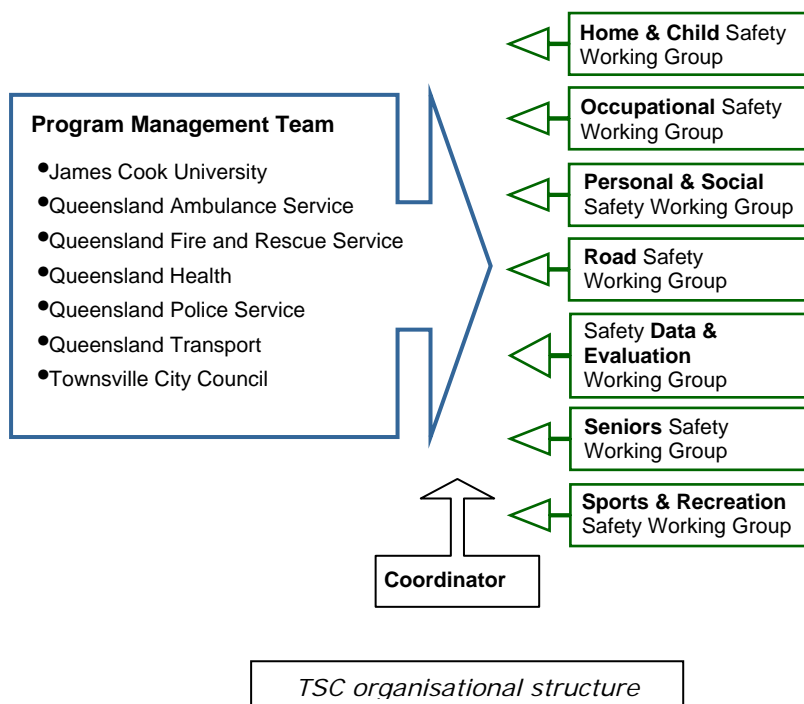 Program Management Team
•James Cook University
•Queensland Ambulance Service
•Queensland Fire and Rescue Service
•Queensland Health
•Queensland Police Service
•Queensland Transport
•Townsville City Council
Home & Child Safety
Working Group
Occupational Safety
Working Group
Personal & Social
Safety Working Group
Road Safety
Working Group
Safety Data &
Evaluation
Working Group
Seniors Safety
Working Group
Sports & Recreation
Safety Working Group
Coordinator
TSC organisational structure